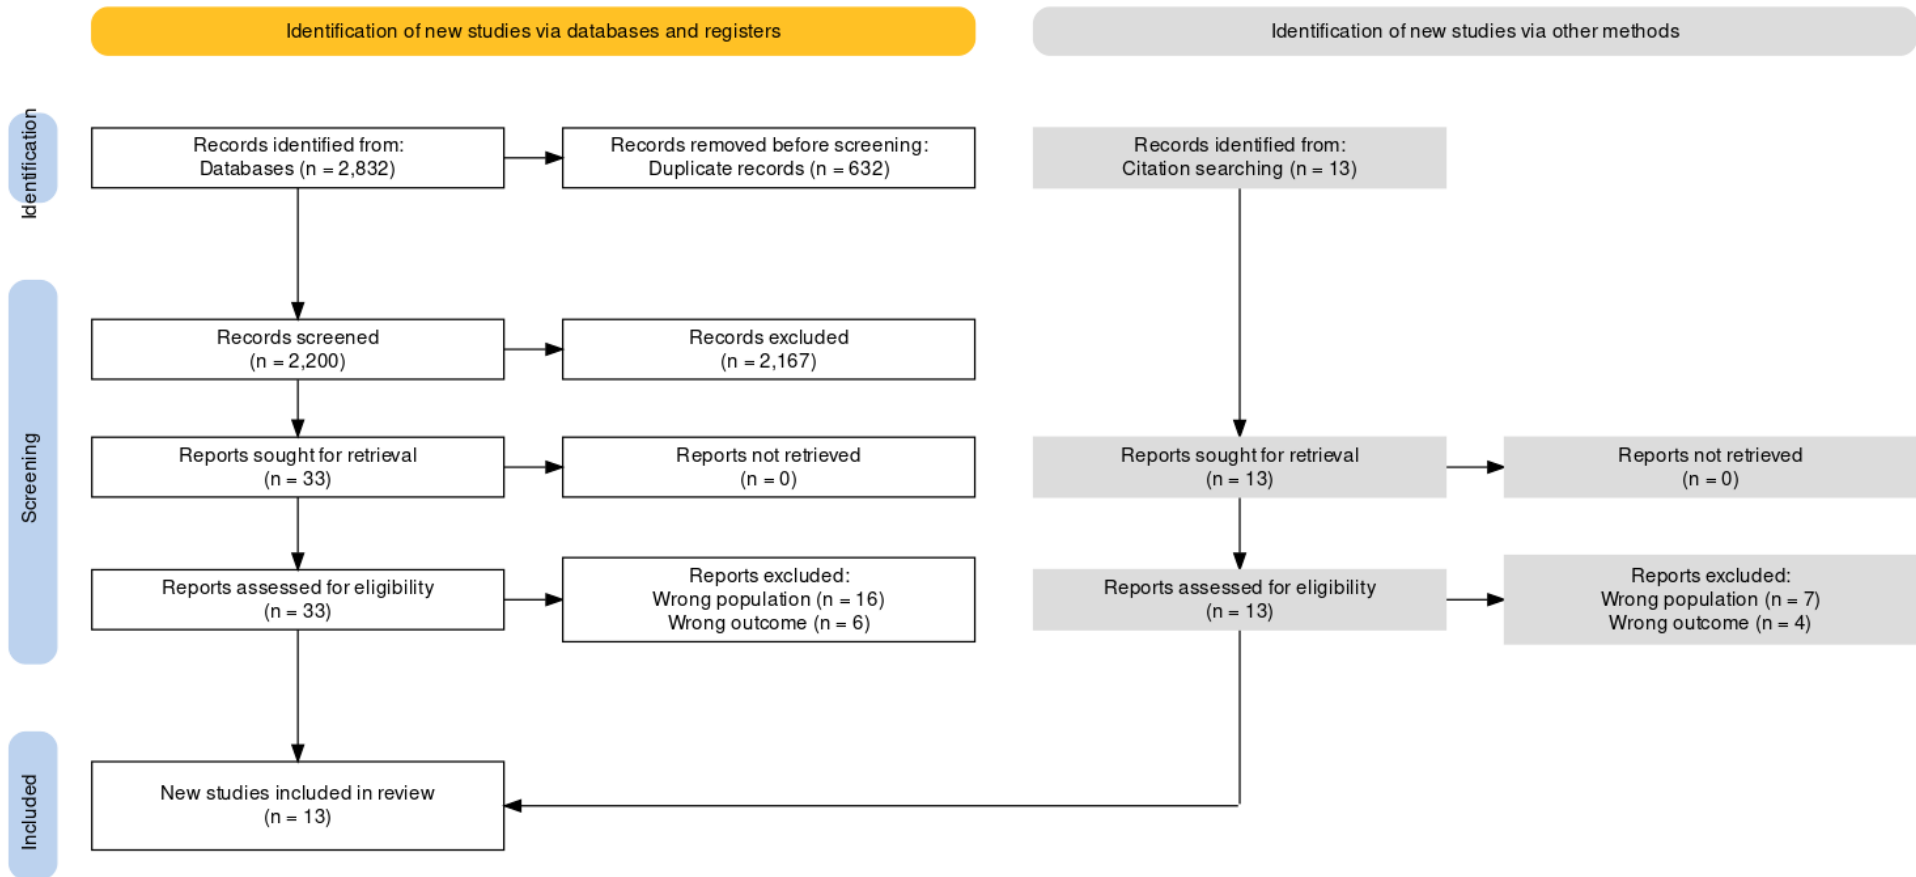 Identification of new studies via databases and registers
Identification of new studies via other methods
Identification
Records identified from:
Databases (n = 2,832)
Records removed before screening:
Duplicate records (n = 632)
Records identified from:
Citation searching (n = 13)
Screening
Records screened
(n = 2,200)
Records excluded
(n = 2,167)
Reports sought for retrieval
(n = 33)
Reports not retrieved
(n = 0)
Reports sought for retrieval
(n = 13)
Reports not retrieved
(n = 0)
Reports assessed for eligibility
(n = 33)
Reports excluded:
Wrong population (n = 16)
Wrong outcome (n = 6)
Reports assessed for eligibility
(n = 13)
Reports excluded:
Wrong population (n = 7)
Wrong outcome (n = 4)
Included
New studies included in review
(n = 13)